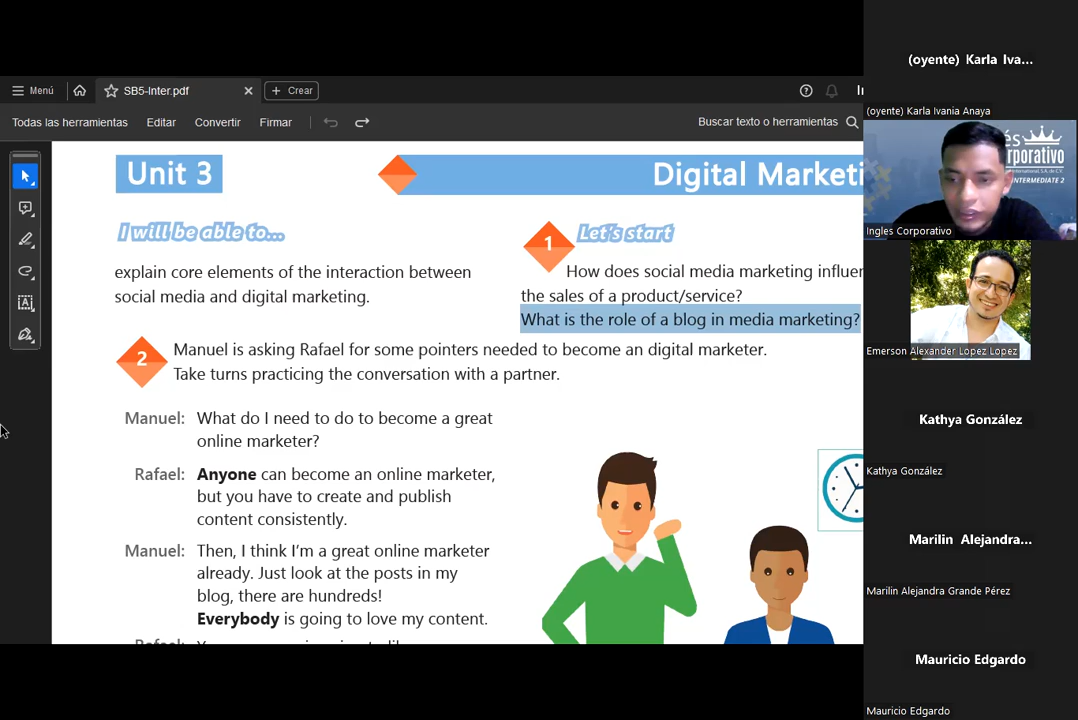 Menú
SB5-Inter.pdf
Crear
Todas las herramientas
Editar
Convertir
Firmar
Buscar texto o herramientas
Unit 3
Digital Marketi
I will be able to...
explain core elements of the interaction between
social media and digital marketing.
1
Let's start
How does social media marketing influen
the sales of a product/service?
What is the role of a blog in media marketing?
2
Manuel is asking Rafael for some pointers needed to become an digital marketer.
Take turns practicing the conversation with a partner.
Manuel: What do I need to do to become a great
online marketer?
Rafael: Anyone can become an online marketer,
but you have to create and publish
content consistently.
Manuel: Then, I think I'm a great online marketer
already. Just look at the posts in my
blog, there are hundreds!
Everybody is going to love my content.
(oyente) Karla Iva...
(oyente) Karla Ivania Anaya
és
rporativo
INTERMEDIATE 2
Ingles Corporativo
Emerson Alexander Lopez Lopez
Kathya González
Kathya González
Marilin Alejandra...
Marilin Alejandra Grande Pérez
Mauricio Edgardo
Mauricio Edgardo